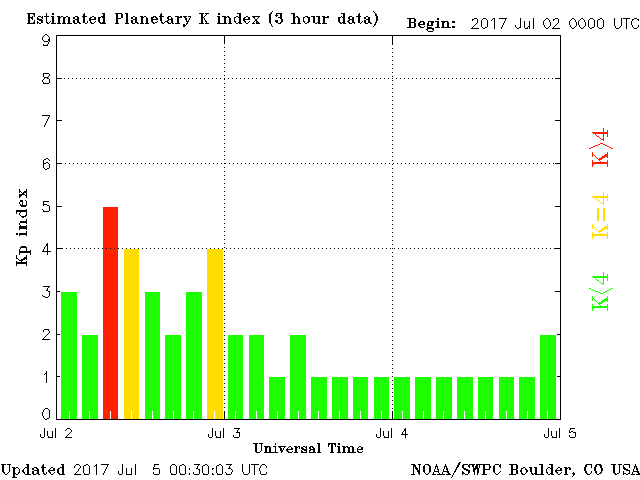 Estimated Planetary K index (3 hour data) Begin: 2017 Jul 02 0000 UTC
9
8
7
6
5
4
3
2
1
0
Kp index
K>4
K=4
K<4
Jul 2 Jul 3 Jul 4 Jul 5
Universal Time
Updated 2017 Jul 5 00:30:03 UTC NOAA/SWPC Boulder, CO USA